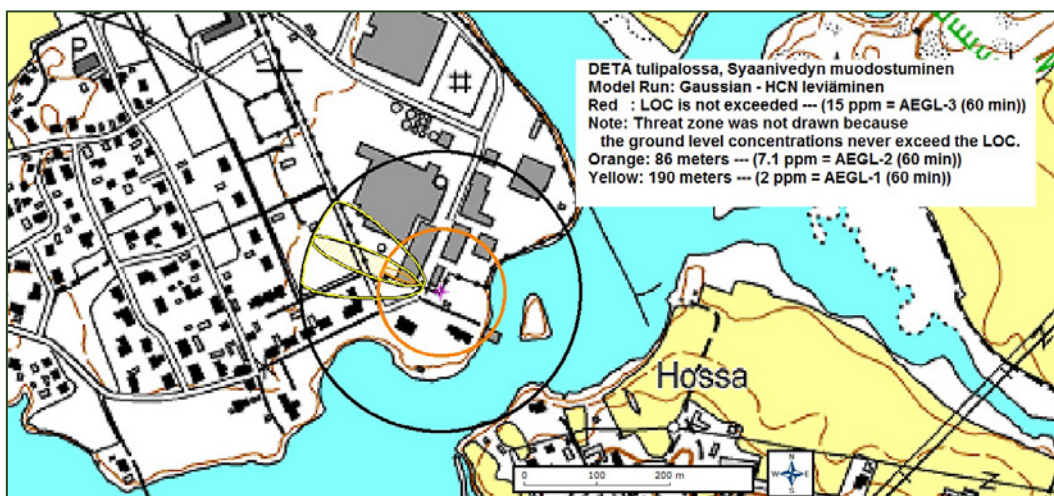 P
DETA tulipalossa, Syaanivedyn muodostuminen
Model Run: Gaussian - HCN leviäminen
Red : LOC is not exceeded --- (15 ppm = AEGL-3 (60 min))
Note: Threat zone was not drawn because
the ground level concentrations never exceed the LOC.
Orange: 86 meters --- (7.1 ppm = AEGL-2 (60 min))
Yellow: 190 meters --- (2 ppm = AEGL-1 (60 min))
Hossa
0 100 200 m
N
W E
S